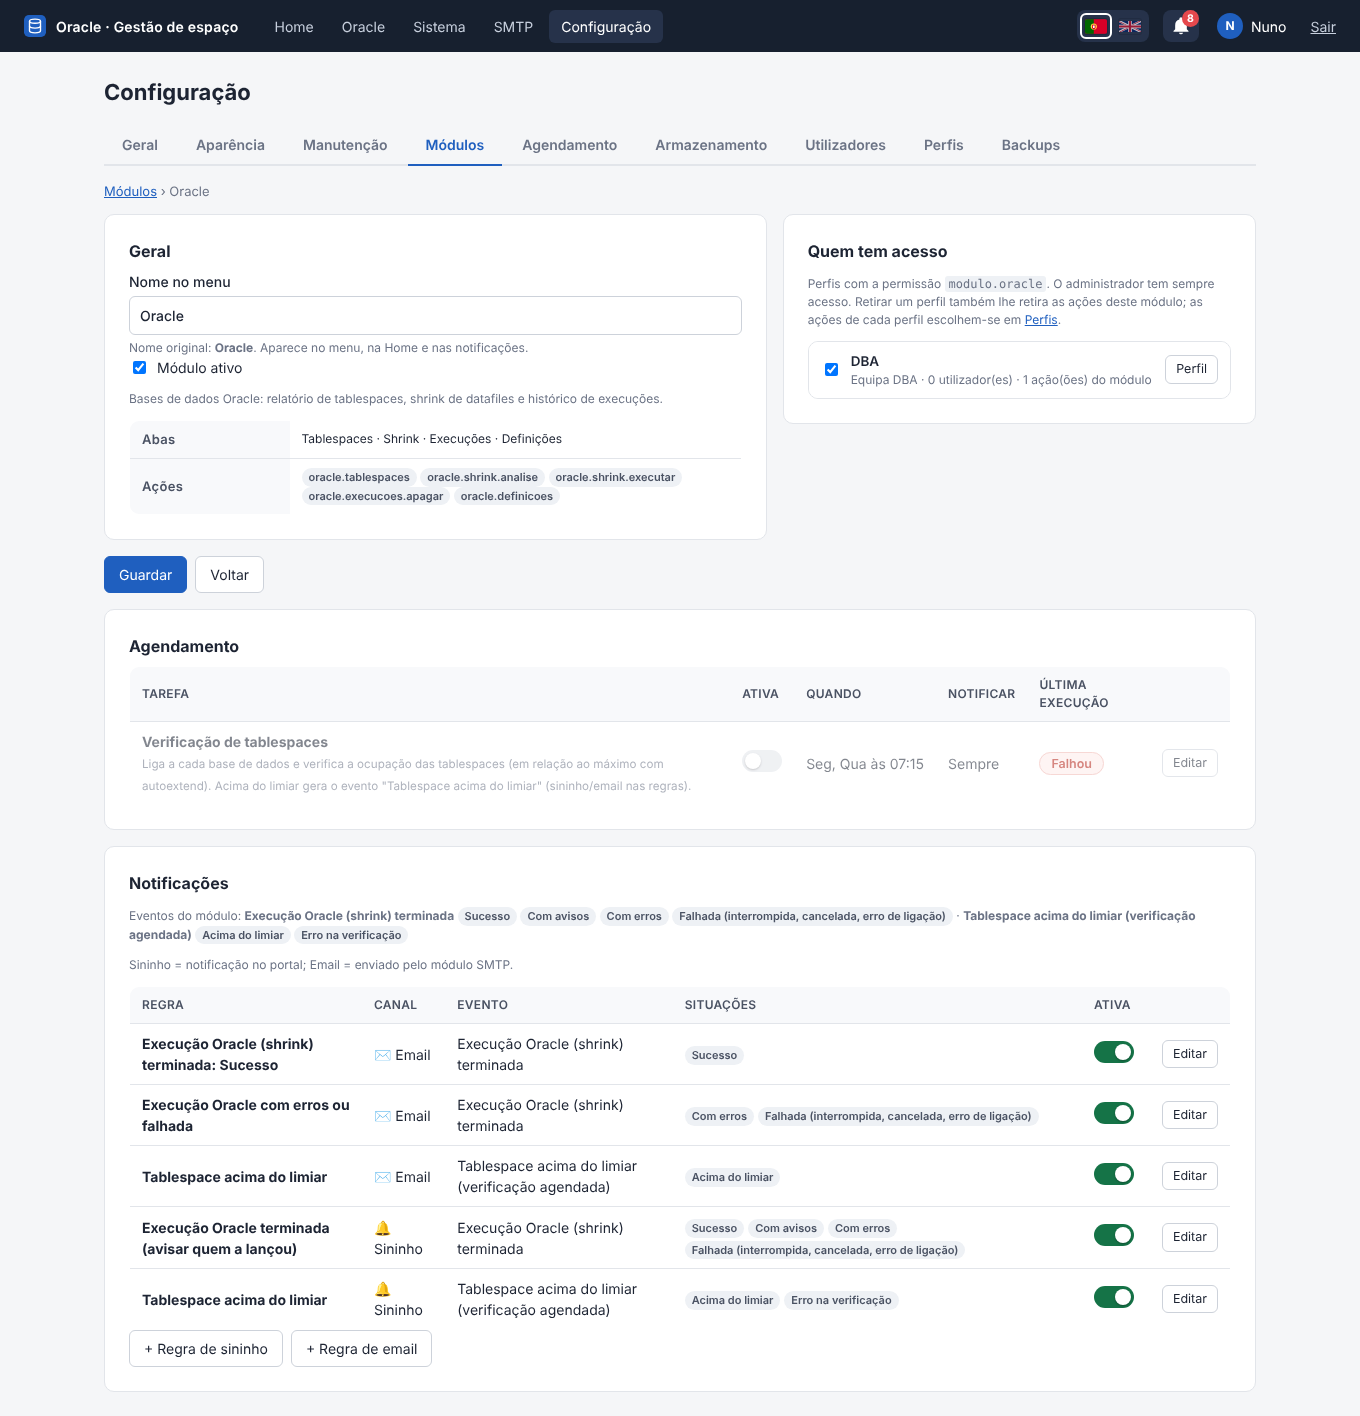 Oracle · Gestão de espaço
Home
Oracle
Sistema
SMTP
Configuração
8
N
Nuno
Sair
Configuração
Geral
Aparência
Manutenção
Módulos
Agendamento
Armazenamento
Utilizadores
Perfis
Backups
Módulos › Oracle
Geral
Nome no menu
Oracle
Nome original: Oracle. Aparece no menu, na Home e nas notificações.
Módulo ativo
Bases de dados Oracle: relatório de tablespaces, shrink de datafiles e histórico de execuções.
Abas
Tablespaces · Shrink · Execuções · Definições
Ações
oracle.tablespaces oracle.shrink.analise oracle.shrink.executar
oracle.execucoes.apagar oracle.definicoes
Quem tem acesso
Perfis com a permissão modulo.oracle. O administrador tem sempre
acesso. Retirar um perfil também lhe retira as ações deste módulo; as
ações de cada perfil escolhem-se em Perfis.
DBA
Equipa DBA · 0 utilizador(es) · 1 ação(ões) do módulo
Perfil
Guardar
Voltar
Agendamento
TAREFA
ATIVA
QUANDO
NOTIFICAR
ÚLTIMA
EXECUÇÃO
Verificação de tablespaces
Liga a cada base de dados e verifica a ocupação das tablespaces (em relação ao máximo com
autoextend). Acima do limiar gera o evento "Tablespace acima do limiar" (sininho/email nas regras).
Seg, Qua às 07:15
Sempre
Falhou
Editar
Notificações
Eventos do módulo: Execução Oracle (shrink) terminada Sucesso Com avisos Com erros Falhada (interrompida, cancelada, erro de ligação) · Tablespace acima do limiar (verificação
agendada) Acima do limiar Erro na verificação
Sininho = notificação no portal; Email = enviado pelo módulo SMTP.
REGRA
CANAL
EVENTO
SITUAÇÕES
ATIVA
Execução Oracle (shrink)
terminada: Sucesso
Email
Execução Oracle (shrink)
terminada
Sucesso
Editar
Execução Oracle com erros ou
falhada
Email
Execução Oracle (shrink)
terminada
Com erros Falhada (interrompida, cancelada, erro de ligação)
Editar
Tablespace acima do limiar
Email
Tablespace acima do limiar
(verificação agendada)
Acima do limiar
Editar
Execução Oracle terminada
(avisar quem a lançou)
Sininho
Execução Oracle (shrink)
terminada
Sucesso Com avisos Com erros
Falhada (interrompida, cancelada, erro de ligação)
Editar
Tablespace acima do limiar
Sininho
Tablespace acima do limiar
(verificação agendada)
Acima do limiar Erro na verificação
Editar
+ Regra de sininho
+ Regra de email